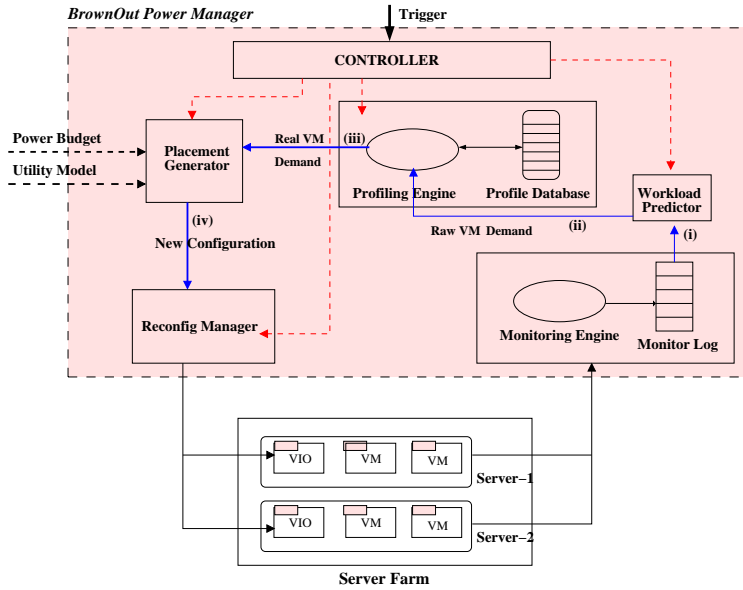 BrownOut Power Manager
Trigger
CONTROLLER
Power Budget
Utility Model
Placement
Generator
Real VM
Demand
(iii)
Profiling Engine
Profile Database
Workload
Predictor
(iv)
New Configuration
Raw VM Demand
(ii)
(i)
Reconfig Manager
Monitoring Engine
Monitor Log
VIO
VM
VM
Server−1
VIO
VM
VM
Server−2
Server Farm